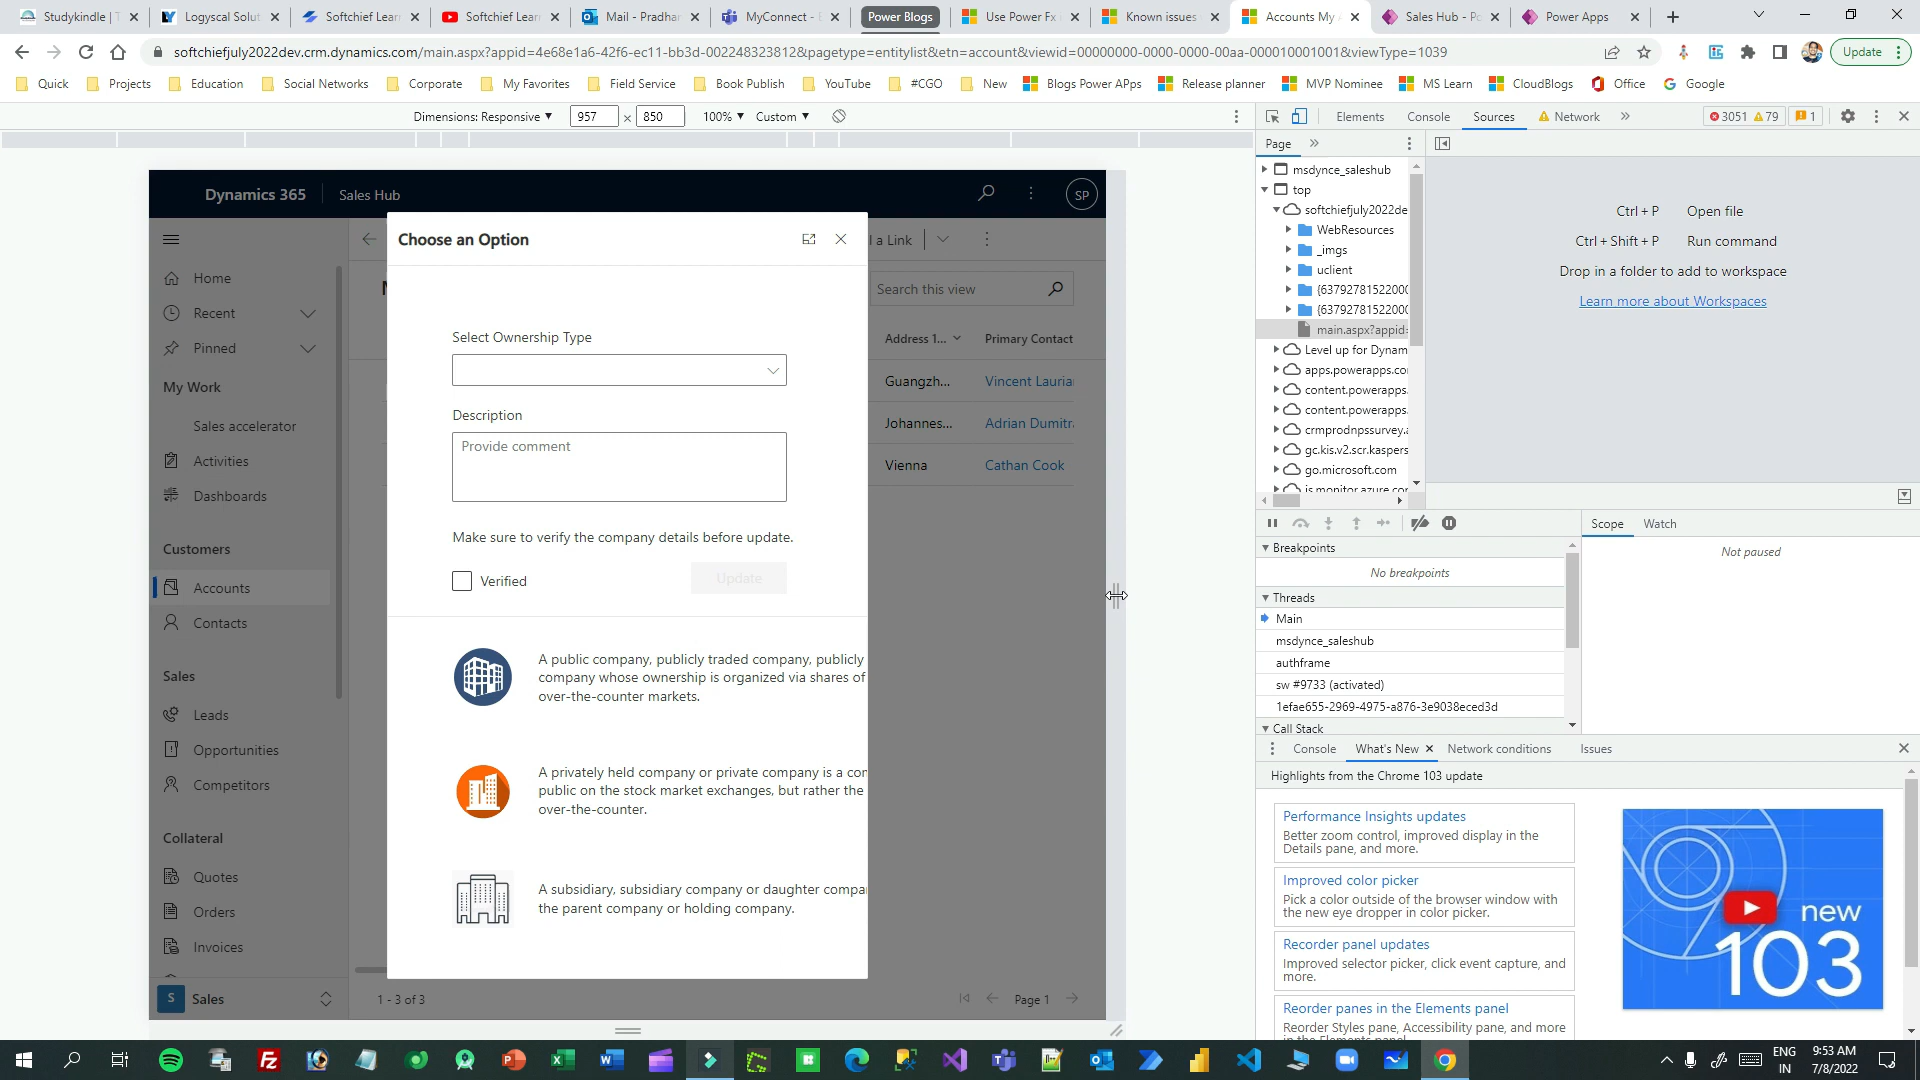 Studykindle | T
Logyscal Solut
Softchief Lear
Softchief Lear
Mail - Pradhar
MyConnect - E
Power Blogs
Use Power Fx
Known issues
Accounts My
Sales Hub - Po
Power Apps
softchiefjuly2022dev.crm.dynamics.com/main.aspx?appid=4e68e1a6-42f6-ec11-bb3d-002248323812&pagetype=entitylist&etn=account&viewid=00000000-0000-0000-00aa-000010001001&viewType=1039
Update
Quick Projects Education Social Networks Corporate My Favorites Field Service Book Publish YouTube #CGO New Blogs Power APps Release planner MVP Nominee MS Learn CloudBlogs Office Google
Dimensions: Responsive 957 × 850 100% Custom
Elements Console Sources Network » 3051 79 1
Page »
Dynamics 365 Sales Hub SP
Choose an Option
l a Link
Home
Recent
Pinned
My Work
Sales accelerator
Activities
Dashboards
Customers
Accounts
Contacts
Sales
Leads
Opportunities
Competitors
Collateral
Quotes
Orders
Invoices
S Sales
Select Ownership Type
Description
Provide comment
Make sure to verify the company details before update.
Verified
Update
A public company, publicly traded company, publicly
company whose ownership is organized via shares of
over-the-counter markets.
A privately held company or private company is a cor
public on the stock market exchanges, but rather the
over-the-counter.
A subsidiary, subsidiary company or daughter compa
the parent company or holding company.
Search this view
Address 1... Primary Contact
Guangzh... Vincent Lauria
Johannes... Adrian Dumitr
Vienna Cathan Cook
1 - 3 of 3
Page 1
msdynce_saleshub
top
softchiefjuly2022de
WebResources
_imgs
uclient
{63792781522000
{63792781522000
main.aspx?appid=
Level up for Dynam
apps.powerapps.co
content.powerapps.
content.powerapps.
crmprodnpssurvey.a
gc.kis.v2.scr.kaspers
go.microsoft.com
js.monitor.azure.co
Ctrl + P Open file
Ctrl + Shift + P Run command
Drop in a folder to add to workspace
Learn more about Workspaces
Scope Watch
Not paused
Breakpoints
No breakpoints
Threads
Main
msdynce_saleshub
authframe
sw #9733 (activated)
1efae655-2969-4975-a876-3e9038eced3d
Call Stack
Console What's New Network conditions Issues
Highlights from the Chrome 103 update
Performance Insights updates
Better zoom control, improved display in the
Details pane, and more.
Improved color picker
Pick a color outside of the browser window with
the new eye dropper in color picker.
Recorder panel updates
Improved selector picker, click event capture, and
more.
Reorder panes in the Elements panel
Reorder Styles pane, Accessibility pane, and more
in the Elements panel
new
103
ENG
IN
9:53 AM
7/8/2022